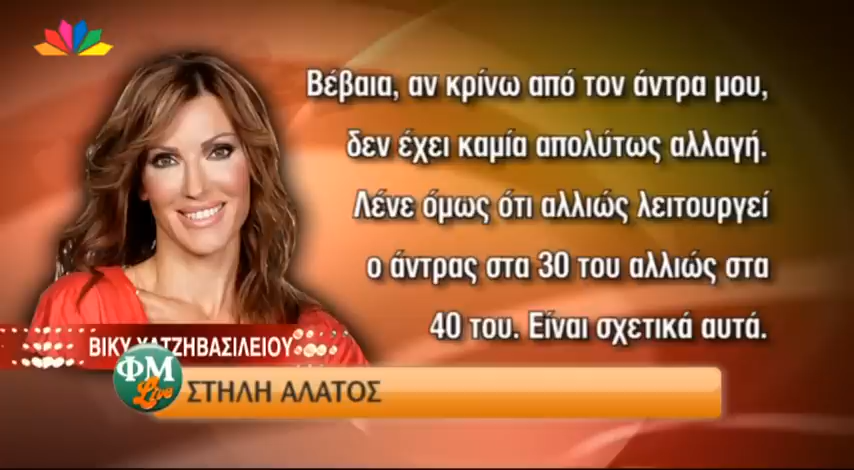 Βέβαια, αν κρίνω από τον άντρα μου,
δεν έχει καμία απολύτως αλλαγή.
Λένε όμως ότι αλλιώς λειτουργεί
ο άντρας στα 30 του αλλιώς στα
40 του. Είναι σχετικά αυτά.
ΒΙΚΥ ΧΑΤΖΗΒΑΣΙΛΕΙΟΥ
ΦΜ
Live
ΣΤΗΛΗ ΑΛΑΤΟΣ